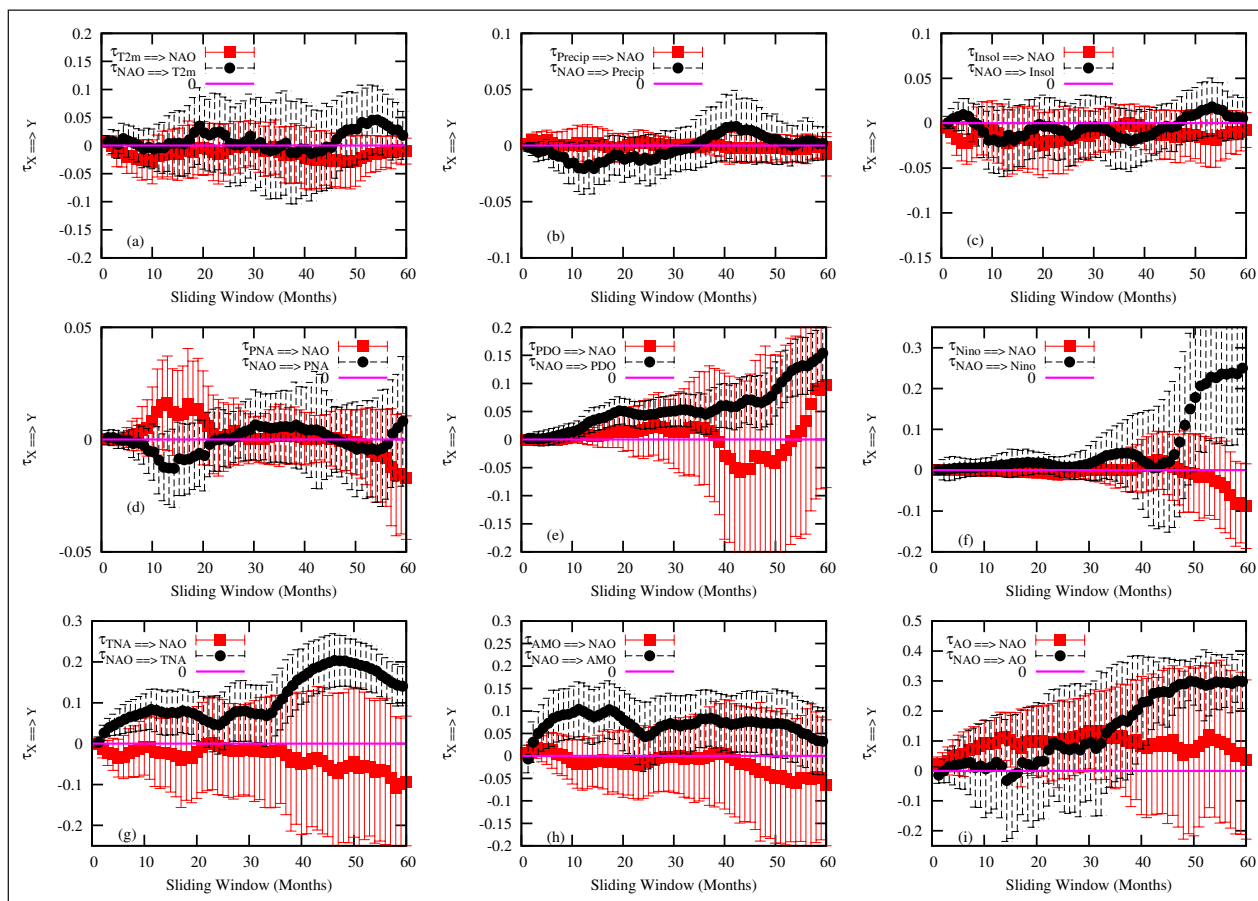 τT2m ==> NAO
τNAO ==> T2m
0
0.2
0.15
0.1
0.05
0
-0.05
-0.1
-0.15
-0.2
τX ==> Y
(a)
0 10 20 30 40 50 60
Sliding Window (Months)
τPrecip ==> NAO
τNAO ==> Precip
0
0.1
0.05
0
-0.05
-0.1
τX ==> Y
(b)
0 10 20 30 40 50 60
Sliding Window (Months)
τInsol ==> NAO
τNAO ==> Insol
0
0.1
0.05
0
-0.05
-0.1
-0.15
τX ==> Y
(c)
0 10 20 30 40 50 60
Sliding Window (Months)
τPNA ==> NAO
τNAO ==> PNA
0
0.05
0
-0.05
τX ==> Y
(d)
0 10 20 30 40 50 60
Sliding Window (Months)
τPDO ==> NAO
τNAO ==> PDO
0
0.2
0.15
0.1
0.05
0
-0.05
-0.1
-0.15
-0.2
τX ==> Y
(e)
0 10 20 30 40 50 60
Sliding Window (Months)
τNino ==> NAO
τNAO ==> Nino
0
0.3
0.2
0.1
0
-0.1
-0.2
τX ==> Y
(f)
0 10 20 30 40 50 60
Sliding Window (Months)
τTNA ==> NAO
τNAO ==> TNA
0
0.3
0.2
0.1
0
-0.1
-0.2
τX ==> Y
(g)
0 10 20 30 40 50 60
Sliding Window (Months)
τAMO ==> NAO
τNAO ==> AMO
0
0.3
0.25
0.2
0.15
0.1
0.05
0
-0.05
-0.1
-0.15
-0.2
τX ==> Y
(h)
0 10 20 30 40 50 60
Sliding Window (Months)
τAO ==> NAO
τNAO ==> AO
0
0.5
0.4
0.3
0.2
0.1
0
-0.1
-0.2
τX ==> Y
(i)
0 10 20 30 40 50 60
Sliding Window (Months)